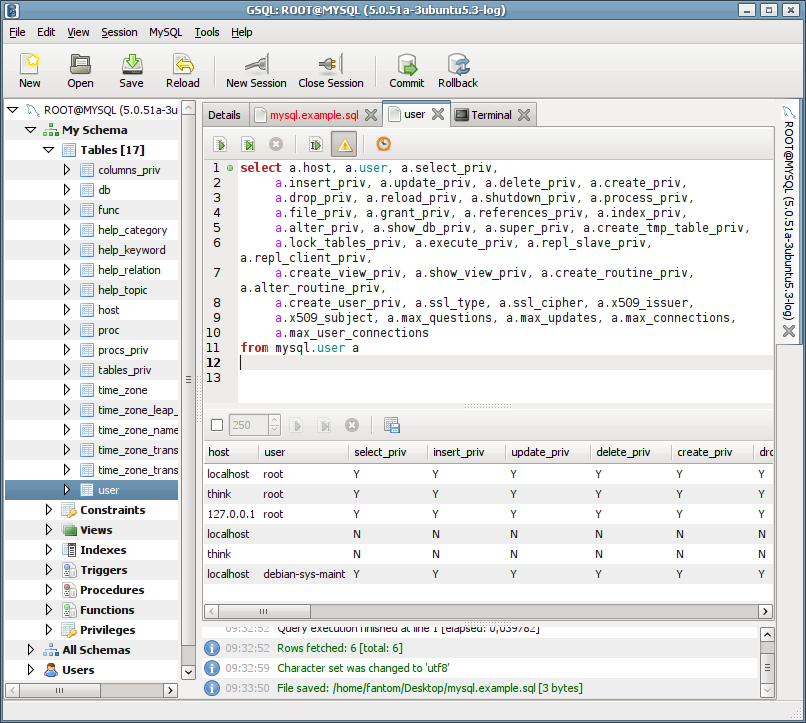 GSQL: ROOT@MYSQL (5.0.51a-3ubuntu5.3-log)
File Edit View Session MySQL Tools Help
New Open Save Reload New Session Close Session Commit Rollback
ROOT@MYSQL (5.0.51a-3u
My Schema
Tables [17]
columns_priv
db
func
help_category
help_keyword
help_relation
help_topic
host
proc
procs_priv
tables_priv
time_zone
time_zone_leap_
time_zone_name
time_zone_trans
time_zone_trans
user
Constraints
Views
Indexes
Triggers
Procedures
Functions
Privileges
All Schemas
Users
Details mysql.example.sql user Terminal
1 select a.host, a.user, a.select_priv,
2 a.insert_priv, a.update_priv, a.delete_priv, a.create_priv,
3 a.drop_priv, a.reload_priv, a.shutdown_priv, a.process_priv,
4 a.file_priv, a.grant_priv, a.references_priv, a.index_priv,
5 a.alter_priv, a.show_db_priv, a.super_priv, a.create_tmp_table_priv,
6 a.lock_tables_priv, a.execute_priv, a.repl_slave_priv,
a.repl_client_priv,
7 a.create_view_priv, a.show_view_priv, a.create_routine_priv,
a.alter_routine_priv,
8 a.create_user_priv, a.ssl_type, a.ssl_cipher, a.x509_issuer,
9 a.x509_subject, a.max_questions, a.max_updates, a.max_connections,
10 a.max_user_connections
11 from mysql.user a
12
13
250
host user select_priv insert_priv update_priv delete_priv create_priv dro
localhost root Y Y Y Y Y Y
think root Y Y Y Y Y Y
127.0.0.1 root Y Y Y Y Y Y
localhost N N N N N N
think N N N N N N
localhost debian-sys-maint Y Y Y Y Y Y
09:32:52 Query execution finished at line 1 [elapsed: 0,039782]
09:32:52 Rows fetched: 6 [total: 6]
09:32:59 Character set was changed to 'utf8'
09:33:50 File saved: /home/fantom/Desktop/mysql.example.sql [3 bytes]
ROOT@MYSQL (5.0.51a-3ubuntu5.3-log)